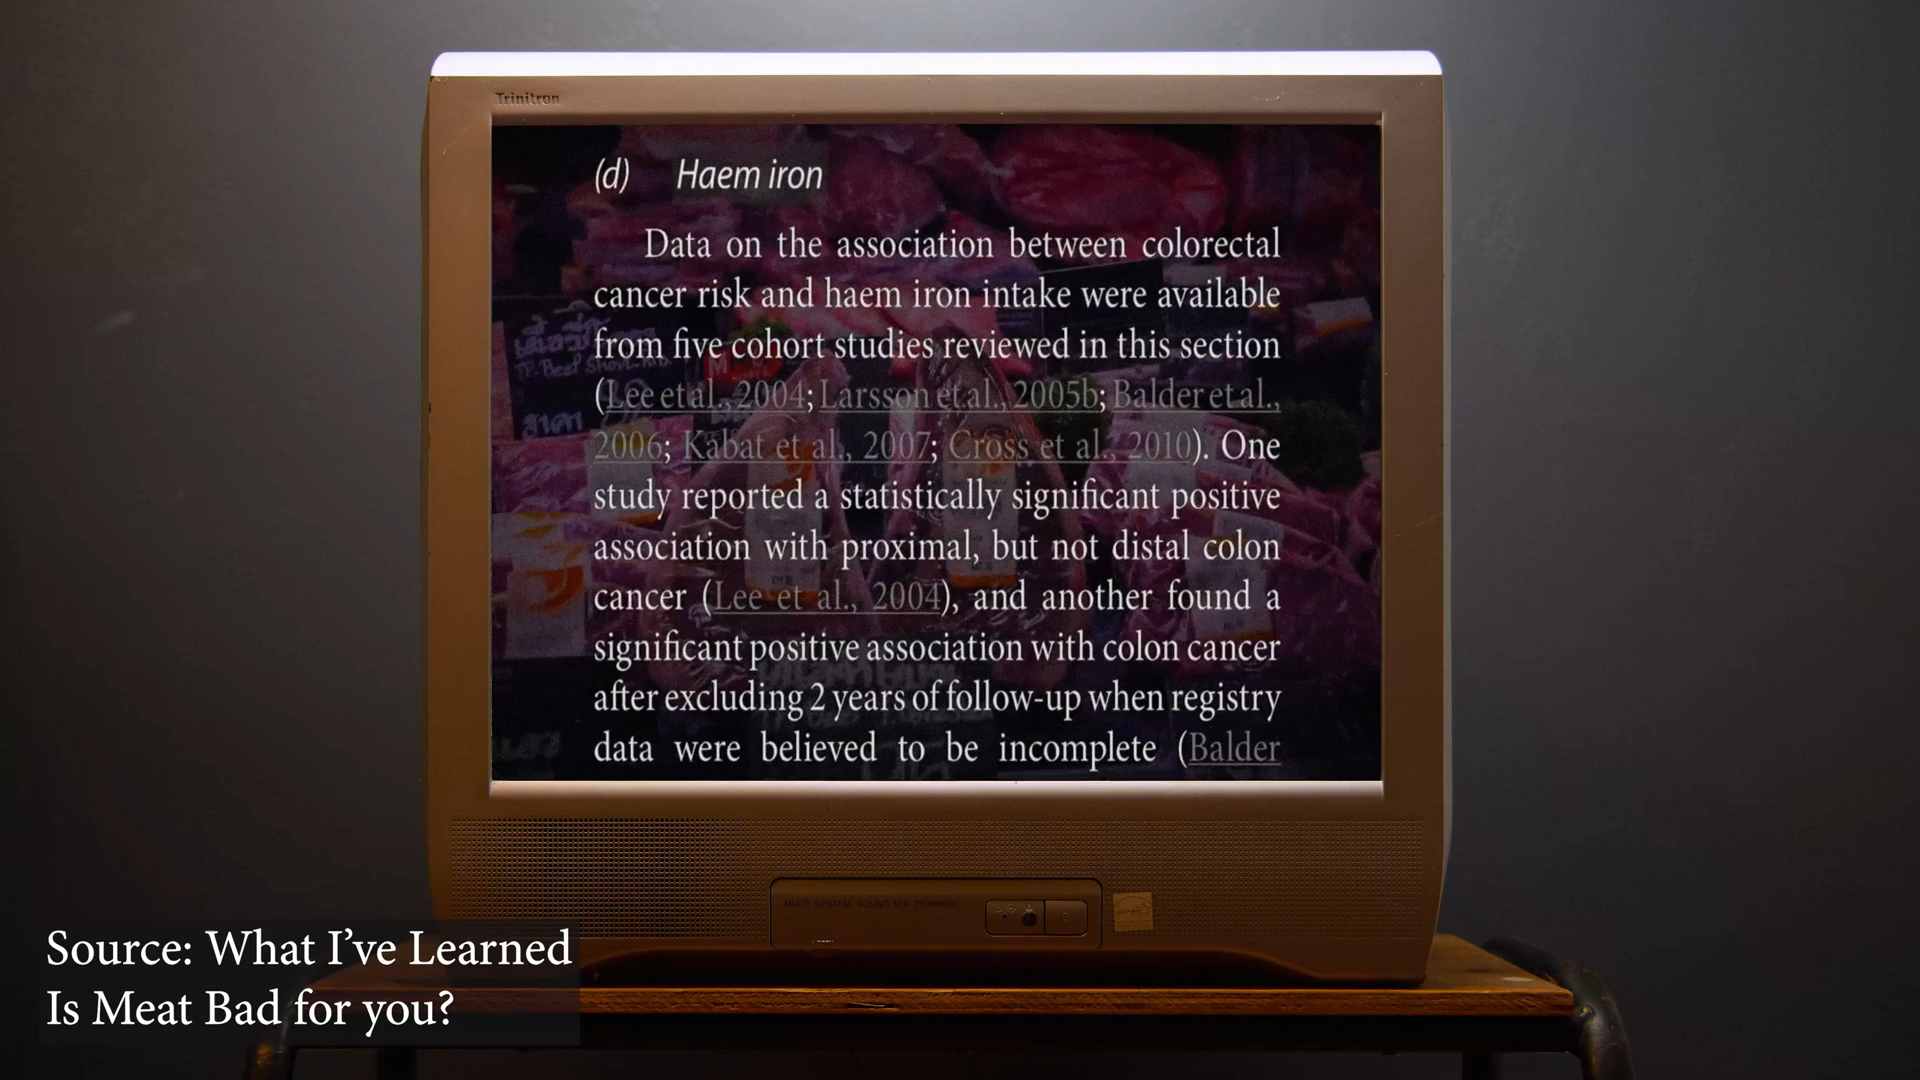 Trinitron
(d) Haem iron
Data on the association between colorectal
cancer risk and haem iron intake were available
from five cohort studies reviewed in this section
(Lee et al., 2004; Larsson et al., 2005b; Balder et al.,
2006; Kabat et al., 2007; Cross et al., 2010). One
study reported a statistically significant positive
association with proximal, but not distal colon
cancer (Lee et al., 2004), and another found a
significant positive association with colon cancer
after excluding 2 years of follow-up when registry
data were believed to be incomplete (Balder
MULTI SYSTEM
Source: What I’ve Learned
Is Meat Bad for you?